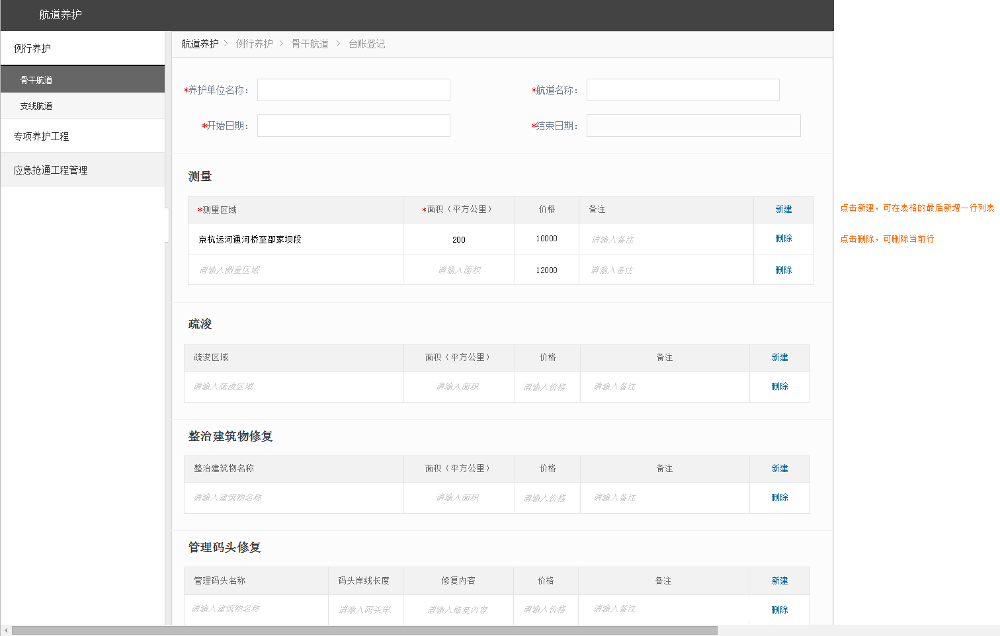 航道养护
例行养护
骨干航道
支线航道
专项养护工程
应急抢通工程管理
航道养护 > 例行养护 > 骨干航道 > 台账登记
*养护单位名称： *航道名称：
*开始日期： *结束日期：
测量
*测量区域 *面积（平方公里） 价格 备注 新建
点击新建，可在表格的最后新增一行列表
京杭运河通河桥至邵家坝段 200 10000 请输入备注 删除
点击删除，可删除当前行
请输入测量区域 请输入面积 12000 请输入备注 删除
疏浚
疏浚区域 面积（平方公里） 价格 备注 新建
请输入疏浚区域 请输入面积 请输入价格 请输入备注 删除
整治建筑物修复
整治建筑物名称 面积（平方公里） 价格 备注 新建
请输入建筑物名称 请输入面积 请输入价格 请输入备注 删除
管理码头修复
管理码头名称 码头岸线长度 修复内容 价格 备注 新建
请输入建筑物名称 请输入码头岸 请输入修复内容 请输入价格 请输入备注 删除